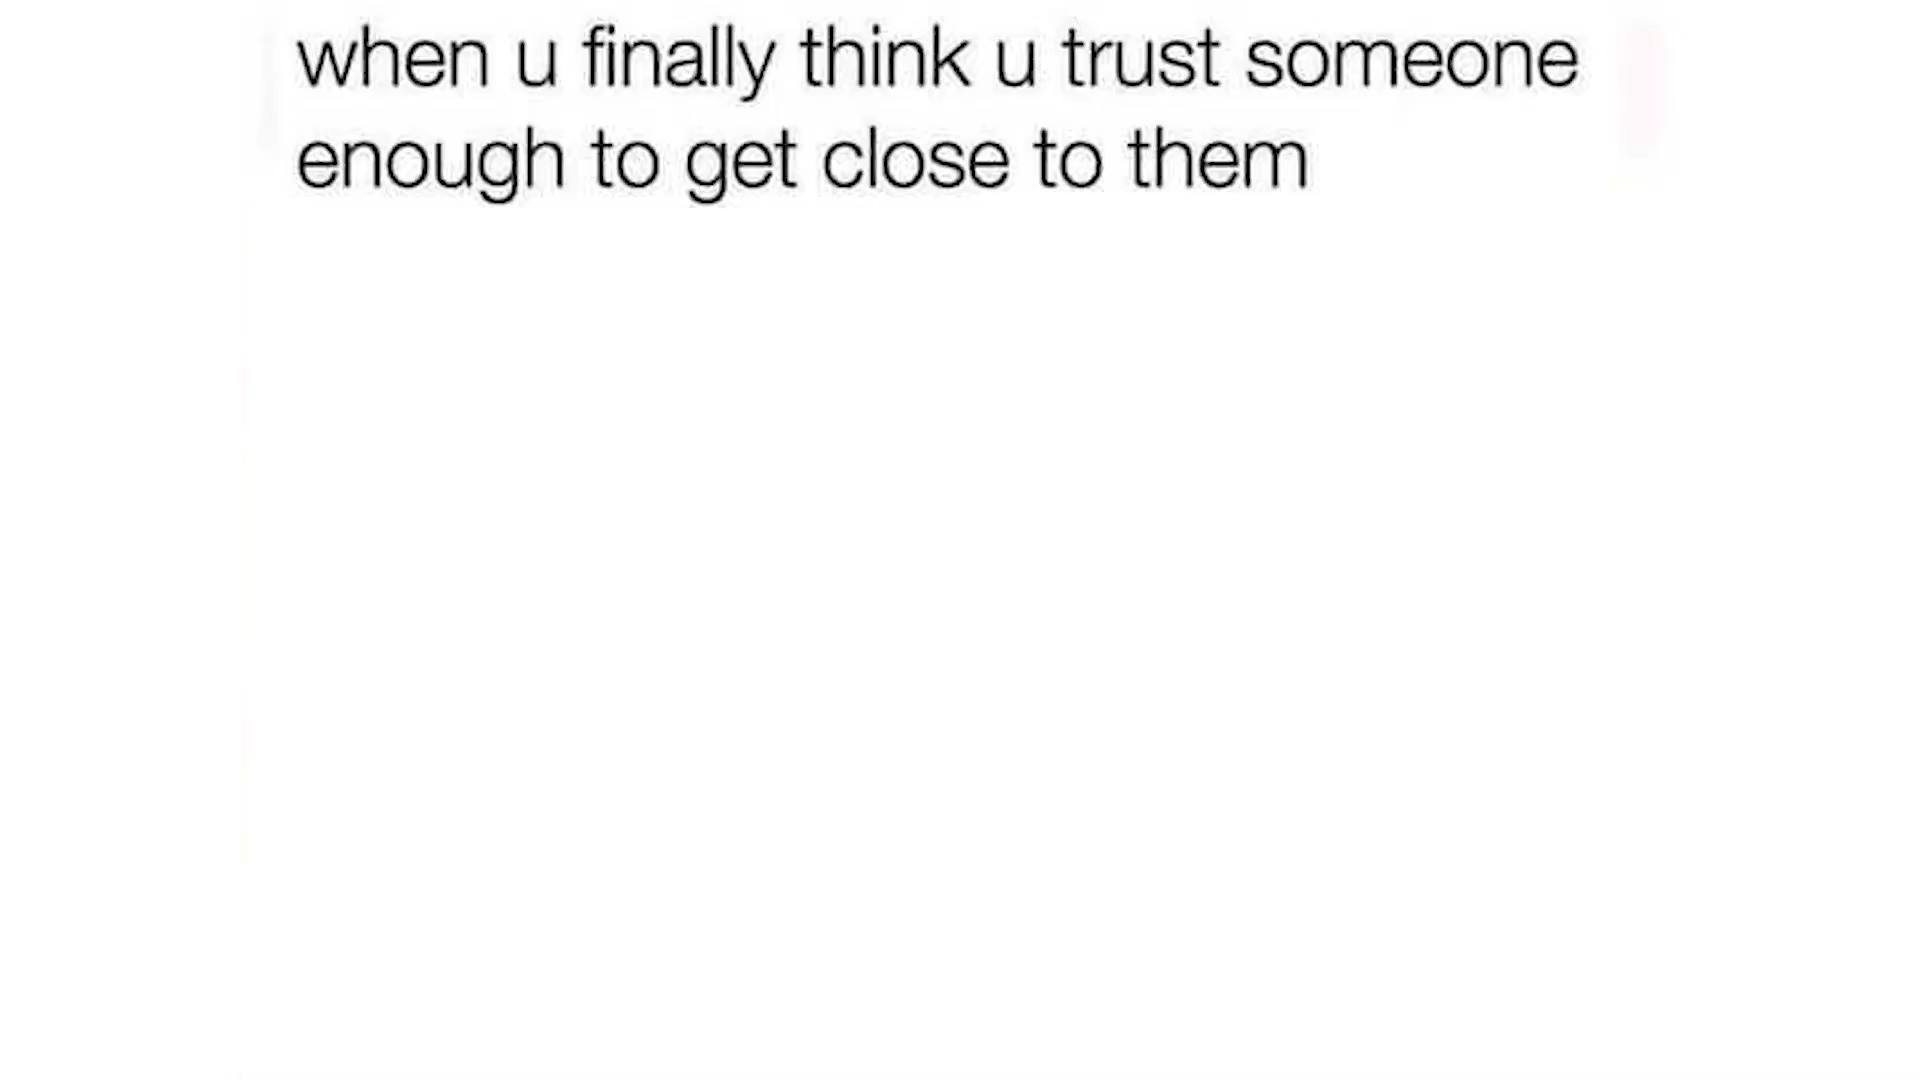 when u finally think u trust someone
enough to get close to them